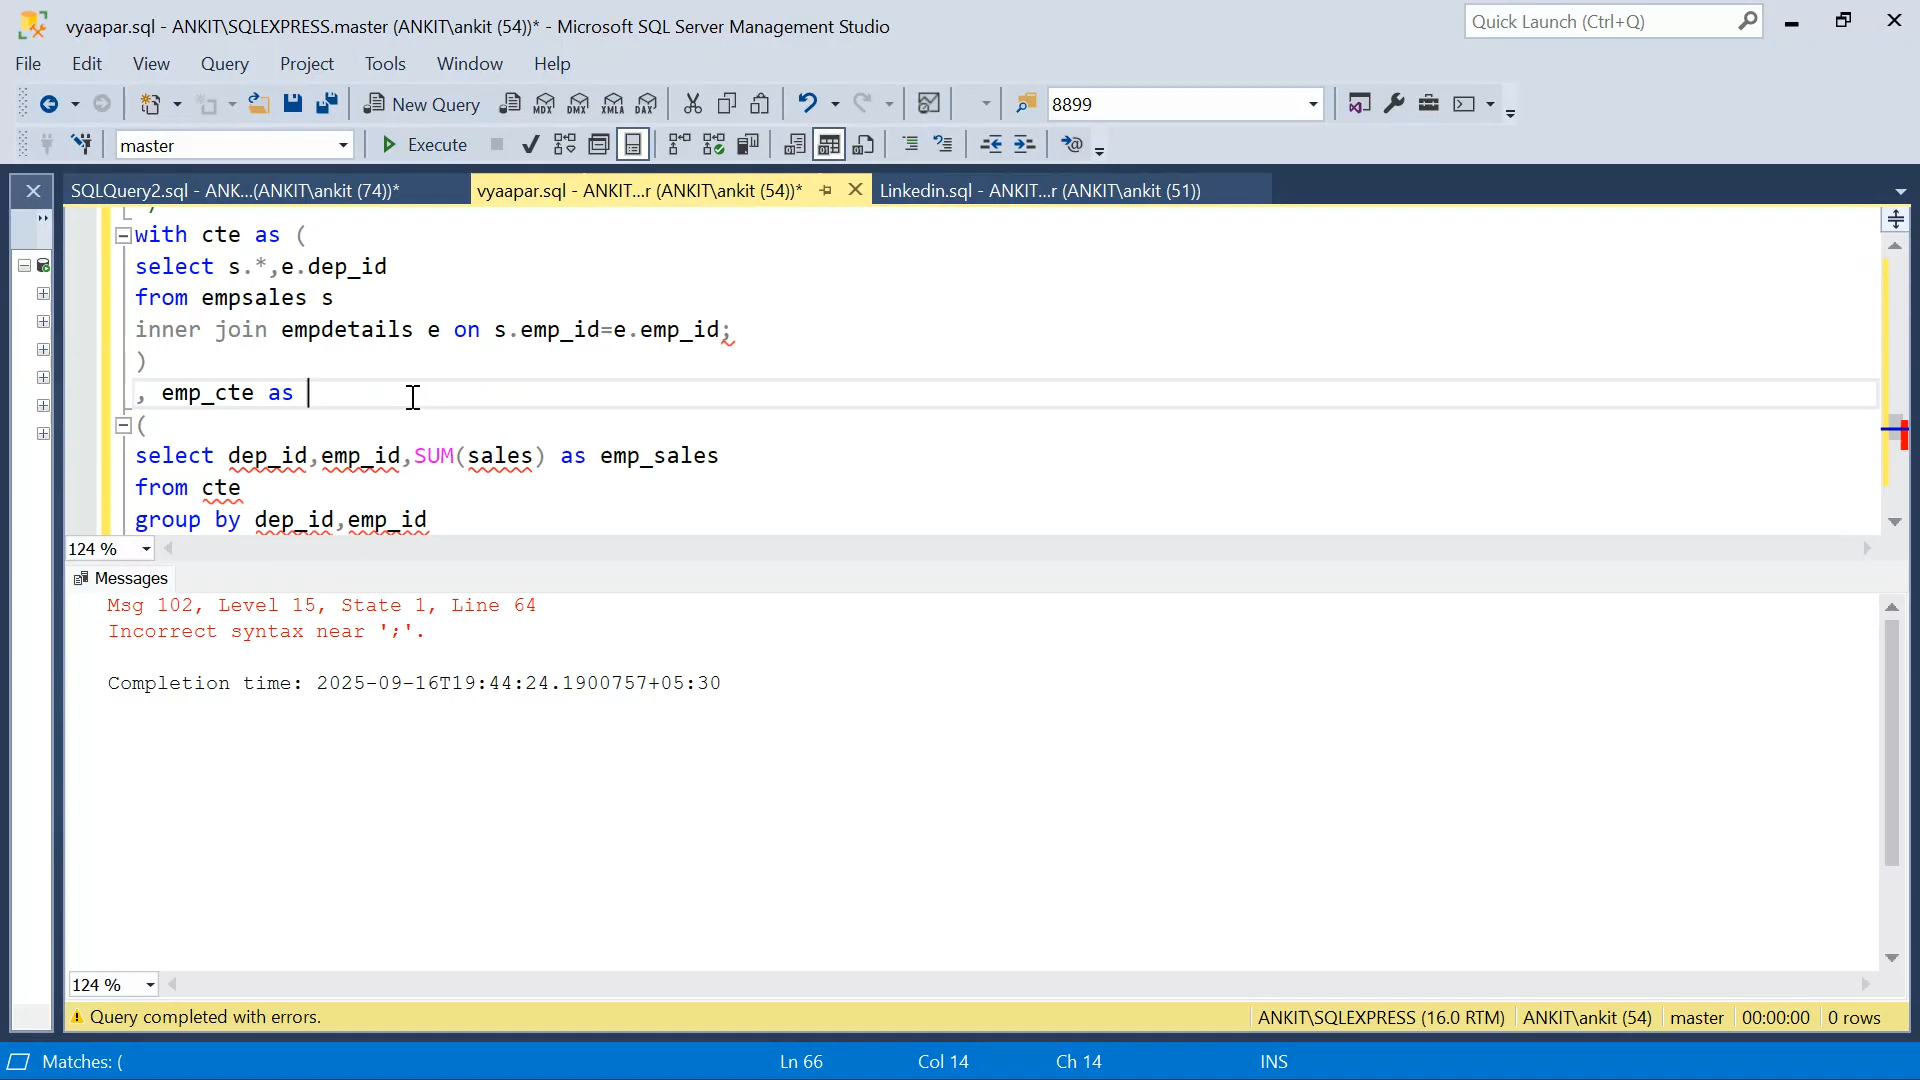 vyaapar.sql - ANKIT\SQLEXPRESS.master (ANKIT\ankit (54))* - Microsoft SQL Server Management Studio
Quick Launch (Ctrl+Q)
File Edit View Query Project Tools Window Help
New Query MDX DMX XMLA DAX 8899
master Execute
SQLQuery2.sql - ANK...(ANKIT\ankit (74))* vyaapar.sql - ANKIT...r (ANKIT\ankit (54))* Linkedin.sql - ANKIT...r (ANKIT\ankit (51))
with cte as (
select s.*,e.dep_id
from empsales s
inner join empdetails e on s.emp_id=e.emp_id;
)
, emp_cte as
(
select dep_id,emp_id,SUM(sales) as emp_sales
from cte
group by dep_id,emp_id
124 %
Messages
Msg 102, Level 15, State 1, Line 64
Incorrect syntax near ';'.
Completion time: 2025-09-16T19:44:24.1900757+05:30
124 %
Query completed with errors. ANKIT\SQLEXPRESS (16.0 RTM) ANKIT\ankit (54) master 00:00:00 0 rows
Matches: ( Ln 66 Col 14 Ch 14 INS